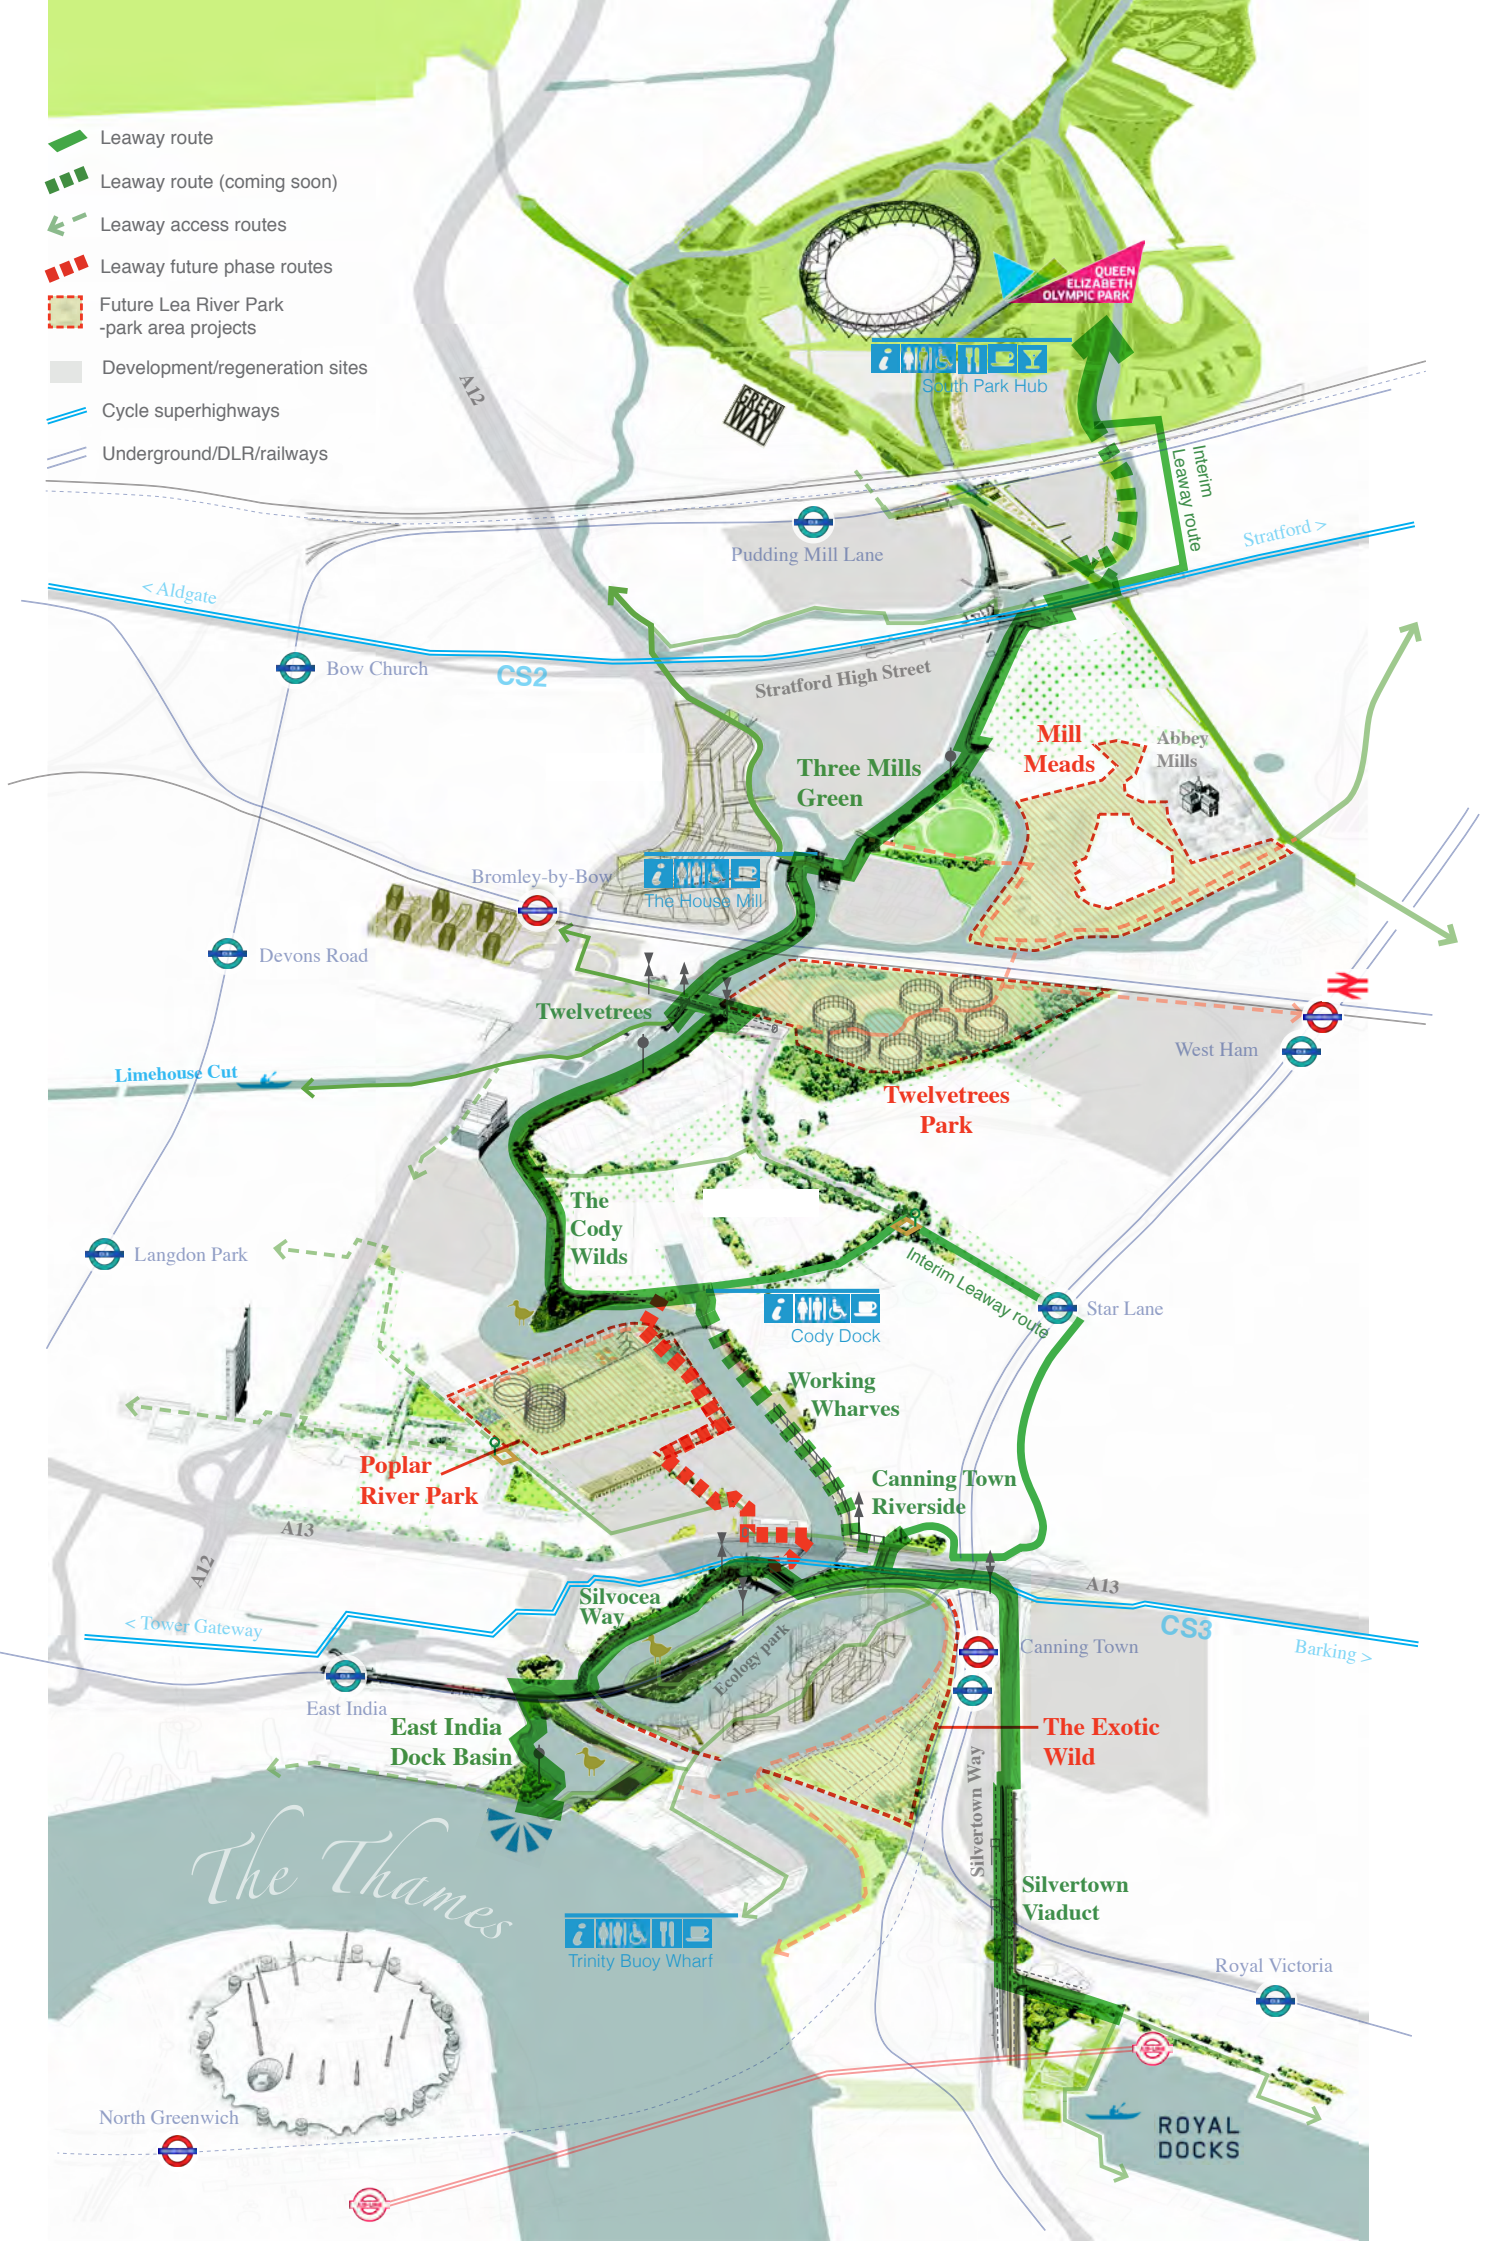 Leaway route
Leaway route (coming soon)
Leaway access routes
Leaway future phase routes
Future Lea River Park
-park area projects
Development/regeneration sites
Cycle superhighways
Underground/DLR/railways
A12
QUEEN
ELIZABETH
OLYMPIC PARK
South Park Hub
GREEN
WAY
Interim
Leaway route
Pudding Mill Lane
Stratford >
< Aldgate
CS2
Bow Church
Stratford High Street
Three Mills
Green
Mill
Meads
Abbey
Mills
Bromley-by-Bow
The House Mill
Devons Road
Twelvetrees
Limehouse Cut
West Ham
Twelvetrees
Park
The
Cody
Wilds
Langdon Park
Interim Leaway route
Star Lane
Cody Dock
Working
Wharves
Poplar
River Park
Canning Town
Riverside
A13
A12
A13
Silvocea
Way
< Tower Gateway
CS3
Barking >
Ecology park
Canning Town
East India
East India
Dock Basin
The Exotic
Wild
Silvertown Way
The Thames
Silvertown
Viaduct
Trinity Buoy Wharf
Royal Victoria
North Greenwich
ROYAL
DOCKS